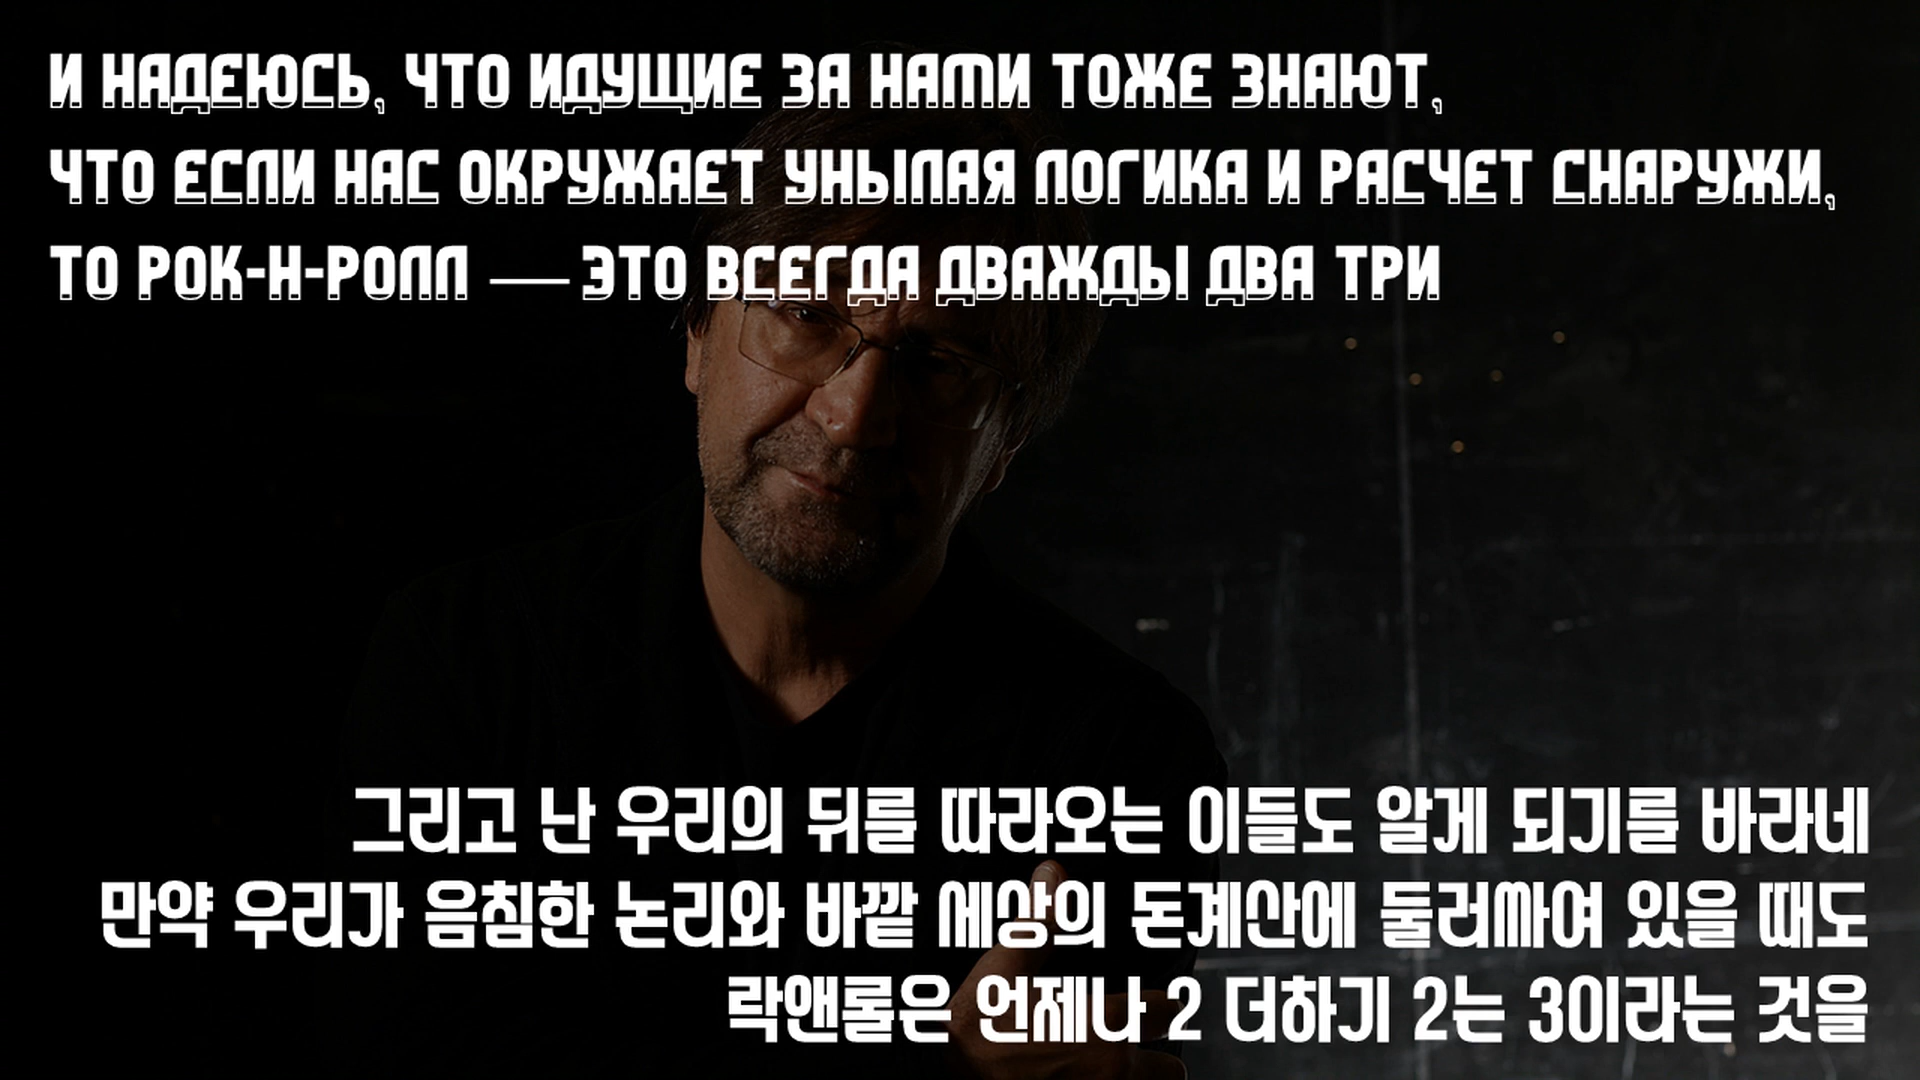 И НАДЕЮСЬ, ЧТО ИДУЩИЕ ЗА НАМИ ТОЖЕ ЗНАЮТ,
ЧТО ЕСЛИ НАС ОКРУЖАЕТ УНЫЛАЯ ЛОГИКА И РАСЧЕТ СНАРУЖИ,
ТО РОК-Н-РОЛЛ — ЭТО ВСЕГДА ДВАЖДЫ ДВА ТРИ
그리고 난 우리의 뒤를 따라오는 이들도 알게 되기를 바라네
만약 우리가 음침한 논리와 바깥 세상의 돈계산에 둘러싸여 있을 때도
락앤롤은 언제나 2 더하기 2는 3이라는 것을